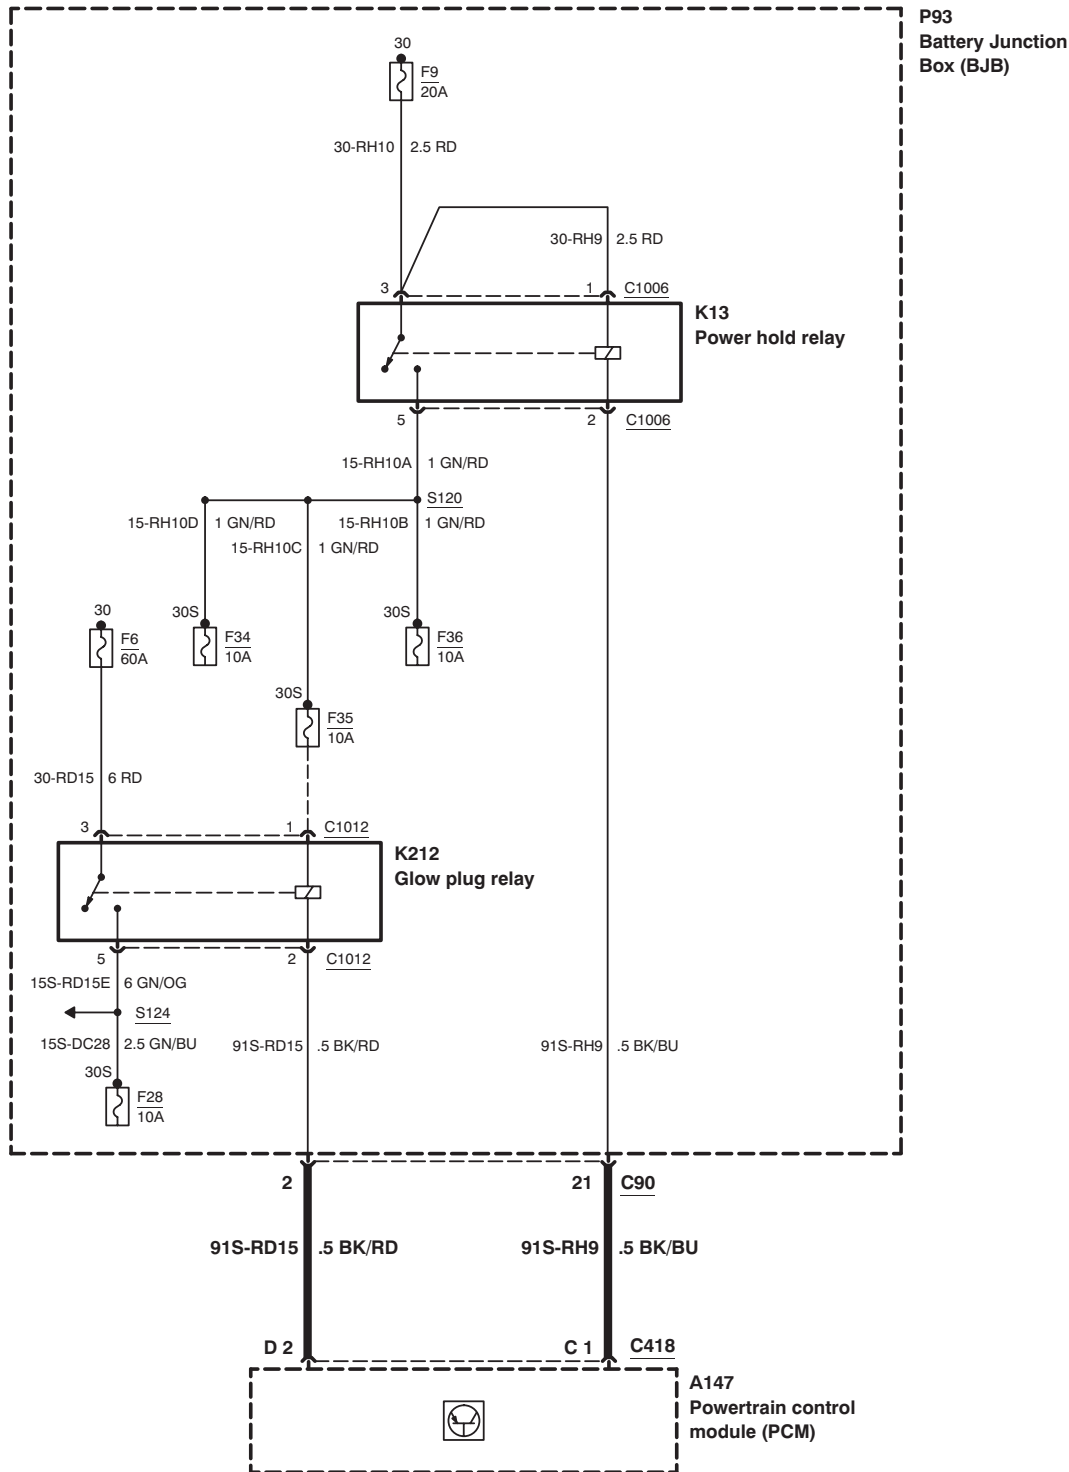 P93
Battery Junction
Box (BJB)
30
F9
20A
30-RH10 2.5 RD
30-RH9 2.5 RD
3 1 C1006
K13
Power hold relay
5 2 C1006
15-RH10A 1 GN/RD
S120
15-RH10D 1 GN/RD 15-RH10B 1 GN/RD
15-RH10C 1 GN/RD
30 30S 30S
F6 F34 F36
60A 10A 10A
30S
F35
10A
30-RD15 6 RD
3 1 C1012
K212
Glow plug relay
5 2 C1012
15S-RD15E 6 GN/OG
S124
15S-DC28 2.5 GN/BU 91S-RD15 .5 BK/RD 91S-RH9 .5 BK/BU
30S
F28
10A
2 21 C90
91S-RD15 .5 BK/RD 91S-RH9 .5 BK/BU
D 2 C 1 C418
A147
Powertrain control
module (PCM)